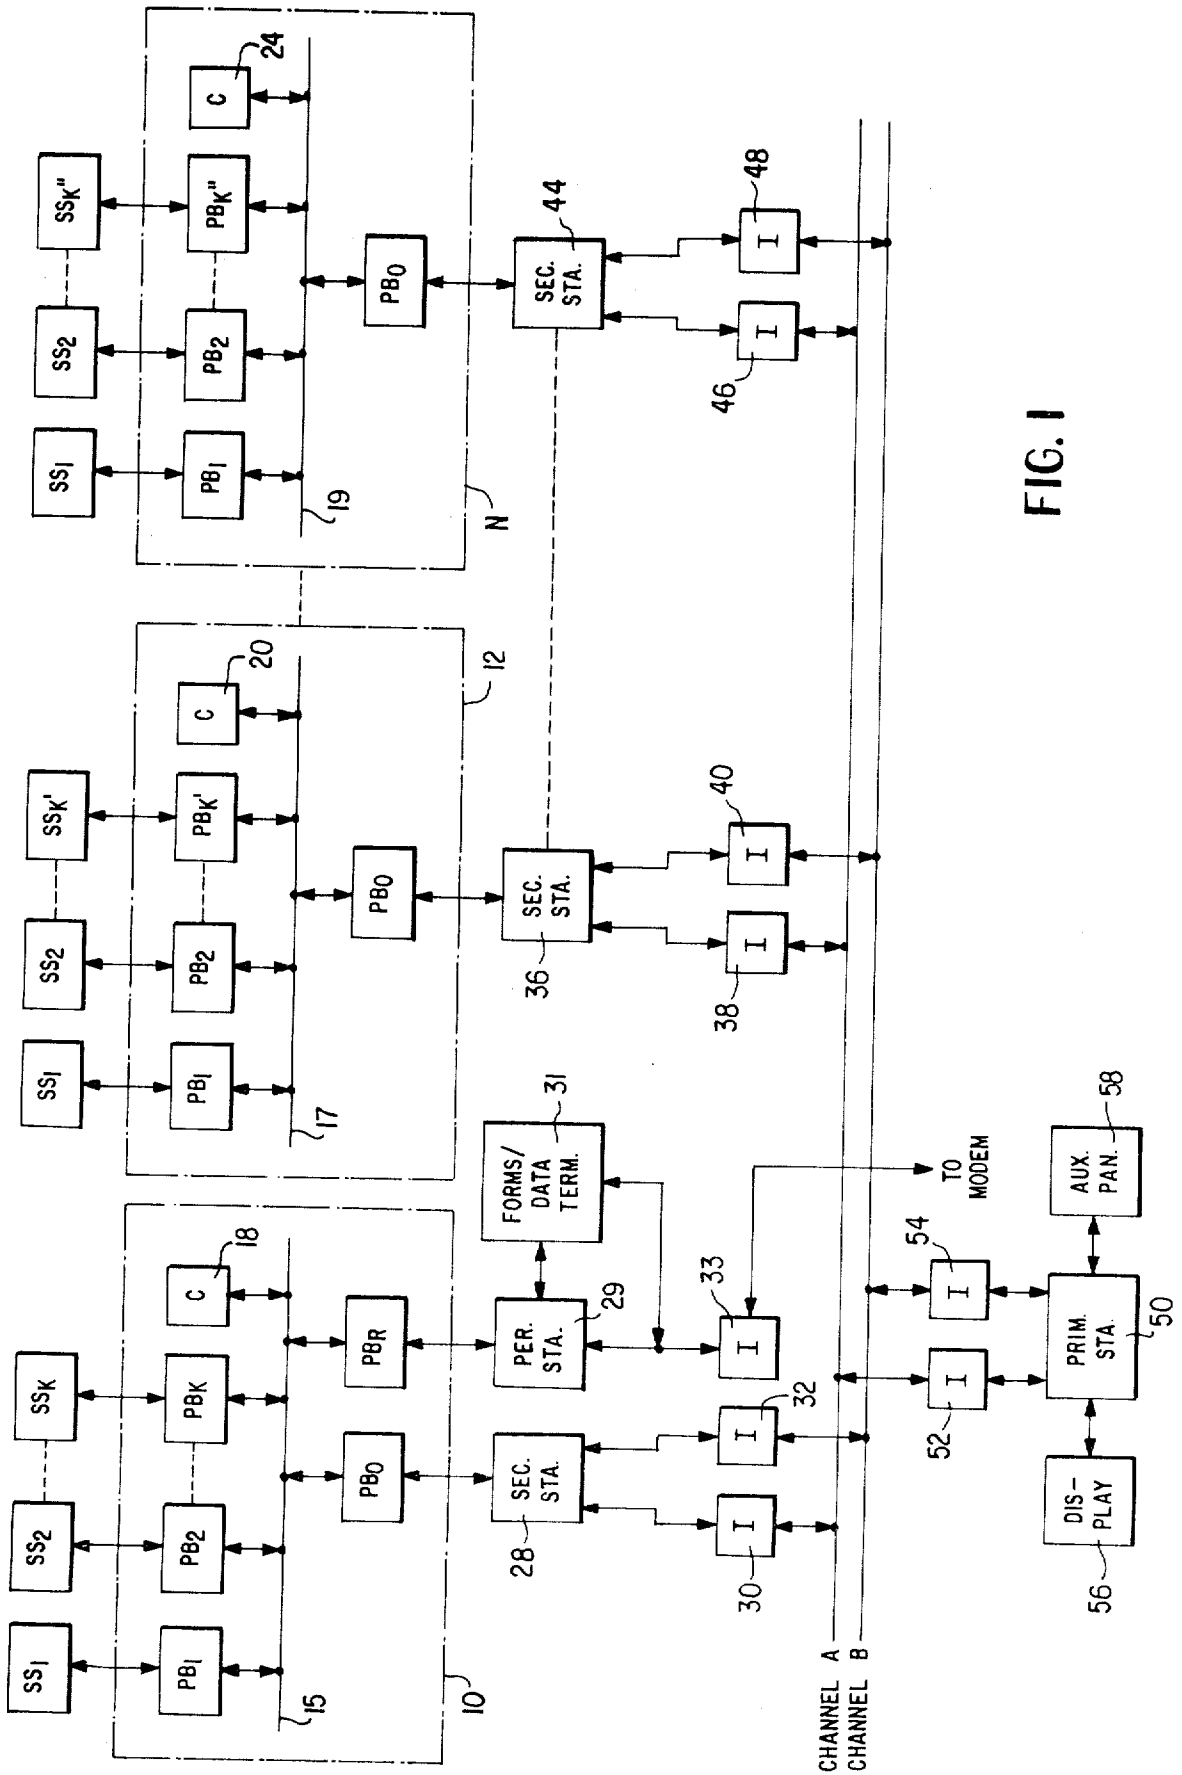 SS1
SS2
SSK
SS1
SS2
SSK'
SS1
SS2
SSK"
PB1
PB2
PBK
C
18
PB1
PB2
PBK'
C
20
PB1
PB2
PBK"
C
24
15
17
19
PBO
PBR
PBO
PBO
10
12
N
SEC.
STA.
28
PER.
STA.
29
FORMS/
DATA
TERM.
31
SEC.
STA.
36
SEC.
STA.
44
I
30
I
32
I
33
I
38
I
40
I
46
I
48
CHANNEL A
CHANNEL B
I
52
I
54
TO
MODEM
DIS-
PLAY
56
PRIM.
STA.
50
AUX.
PAN.
58
FIG. 1